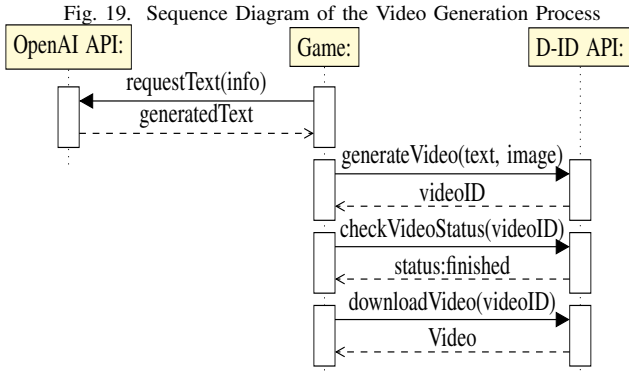 Fig. 19. Sequence Diagram of the Video Generation Process
OpenAI API: Game: D-ID API:
requestText(info)
generatedText
generateVideo(text, image)
videoID
checkVideoStatus(videoID)
status:finished
downloadVideo(videoID)
Video